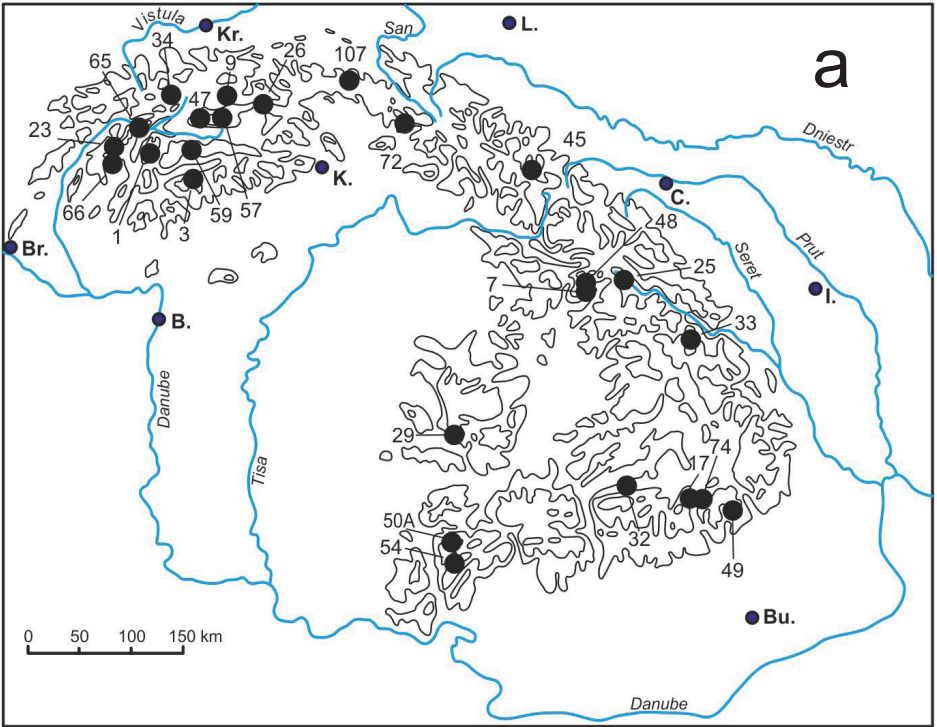 Vistula
Kr.
San
L.
a
34
26
107
65
9
47
23
45
Dniestr
72
K.
C.
66
1
3
59
57
48
Br.
Seret
Prut
7
25
I.
B.
33
Danube
29
Tisa
17
74
50A
54
32
49
Bu.
0 50 100 150 km
Danube